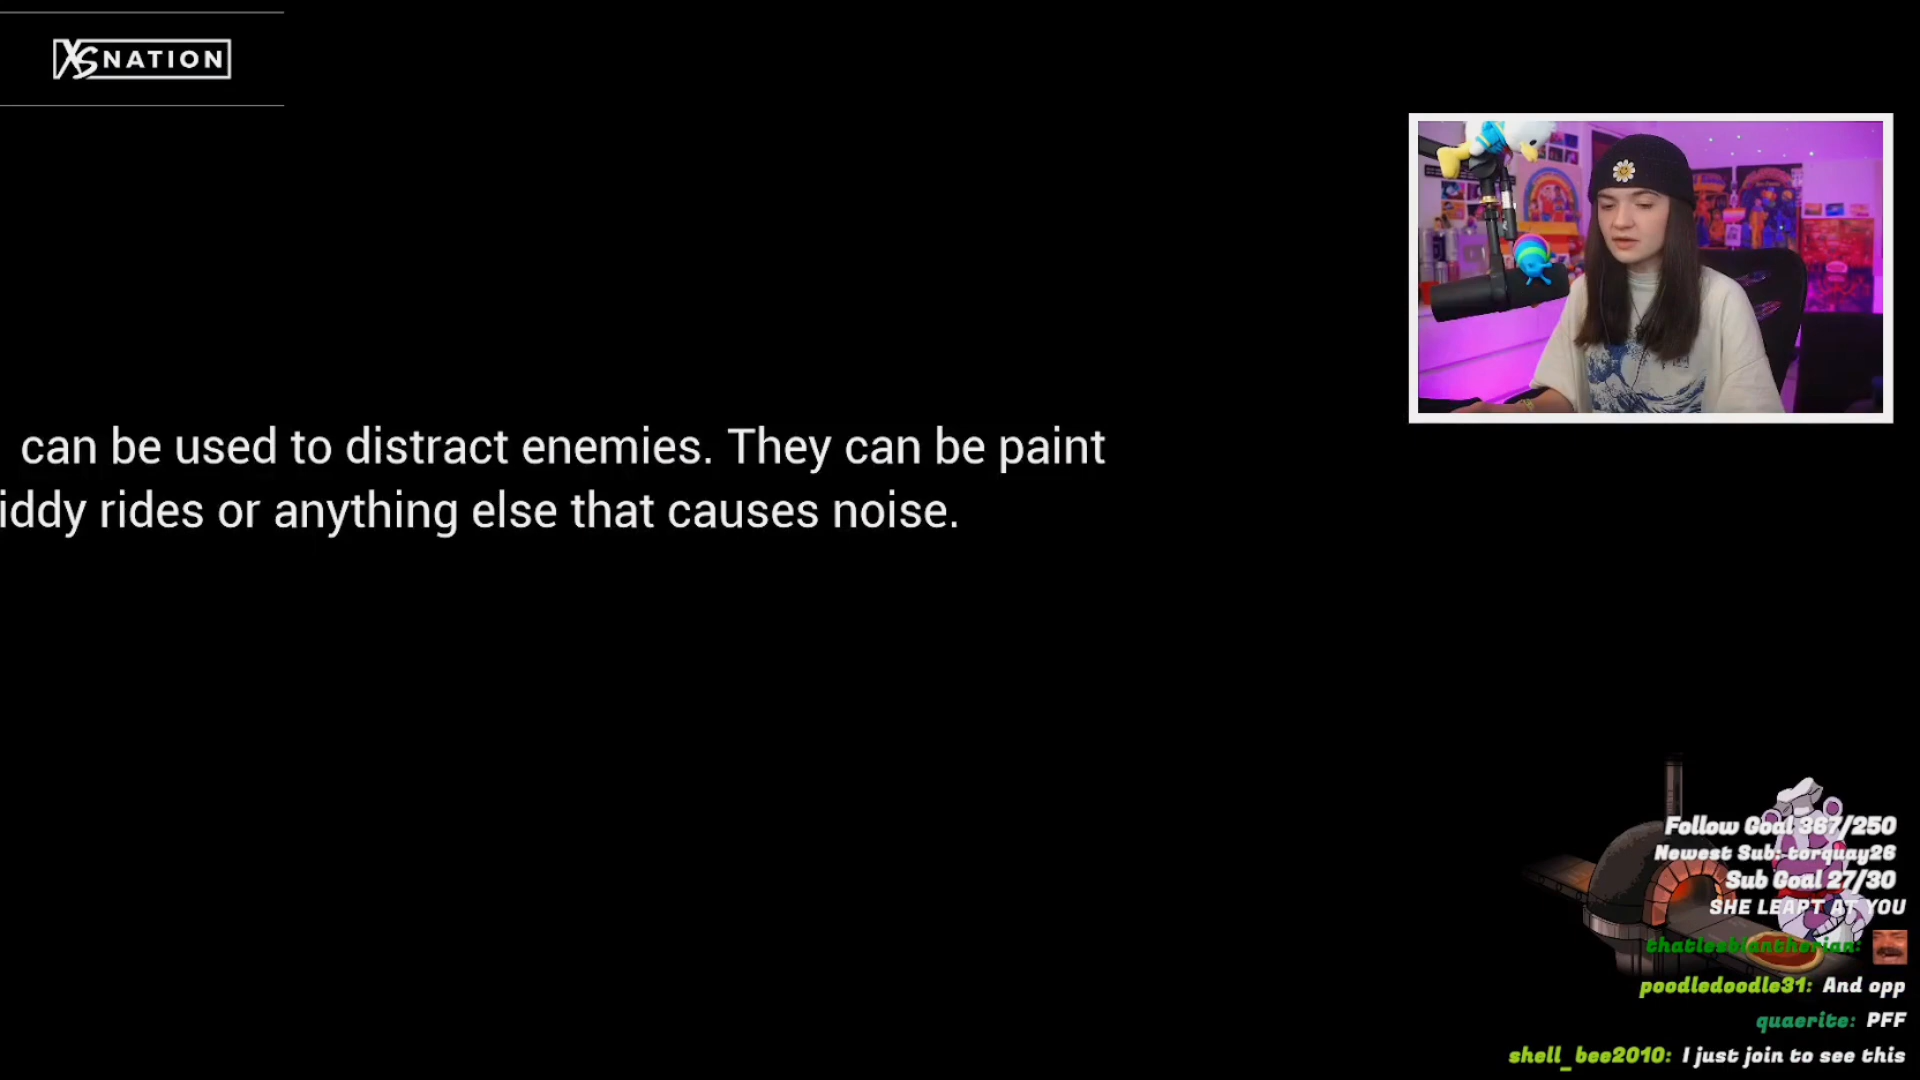 XSNATION
can be used to distract enemies. They can be paint
iddy rides or anything else that causes noise.
Follow Goal 367/250
Newest Sub: torquay26
Sub Goal 27/30
SHE LEAPT AT YOU
thatlesbiantherian:
poodledoodle31: And opp
quaerite: PFF
shell_bee2010: I just join to see this